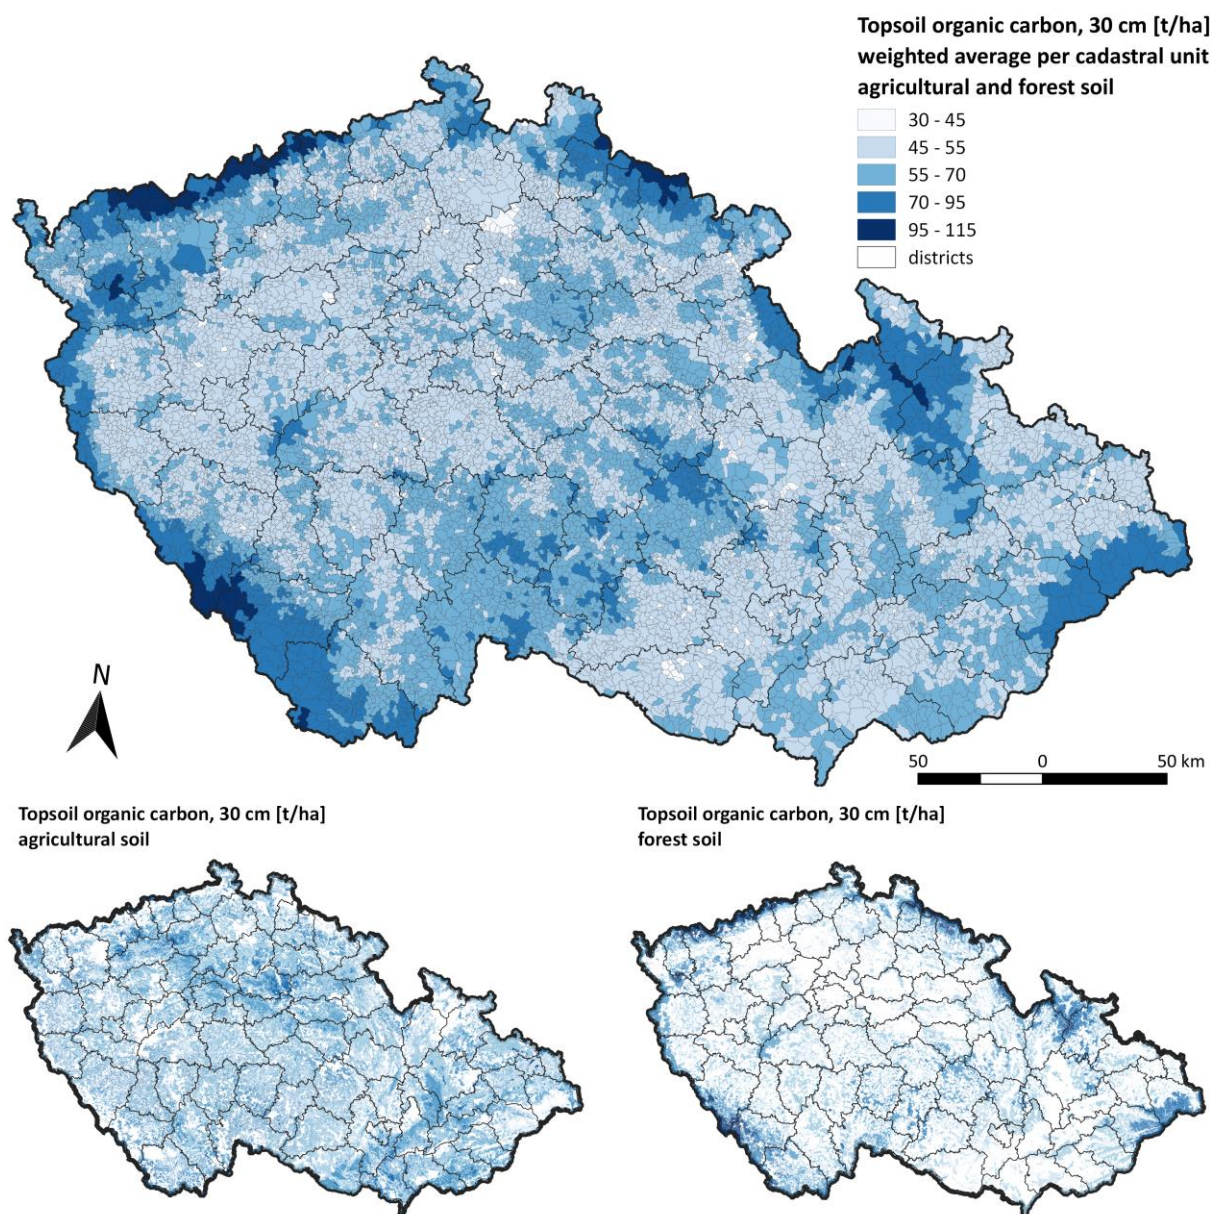 Topsoil organic carbon, 30 cm [t/ha]
weighted average per cadastral unit
agricultural and forest soil
30 - 45
45 - 55
55 - 70
70 - 95
95 - 115
districts
N
50 0 50 km
Topsoil organic carbon, 30 cm [t/ha]
agricultural soil
Topsoil organic carbon, 30 cm [t/ha]
forest soil